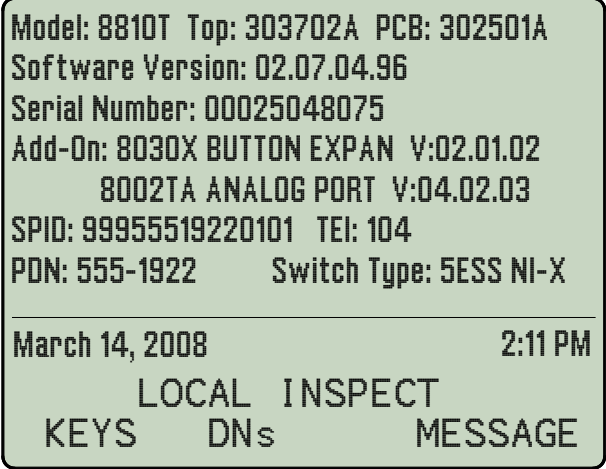 Model: 8810T Top: 303702A PCB: 302501A
Software Version: 02.07.04.96
Serial Number: 00025048075
Add-On: 8030X BUTTON EXPAN V:02.01.02
8002TA ANALOG PORT V:04.02.03
SPID: 99955519220101 TEI: 104
PDN: 555-1922 Switch Type: 5ESS NI-X
March 14, 2008 2:11 PM
LOCAL INSPECT
KEYS DNs MESSAGE